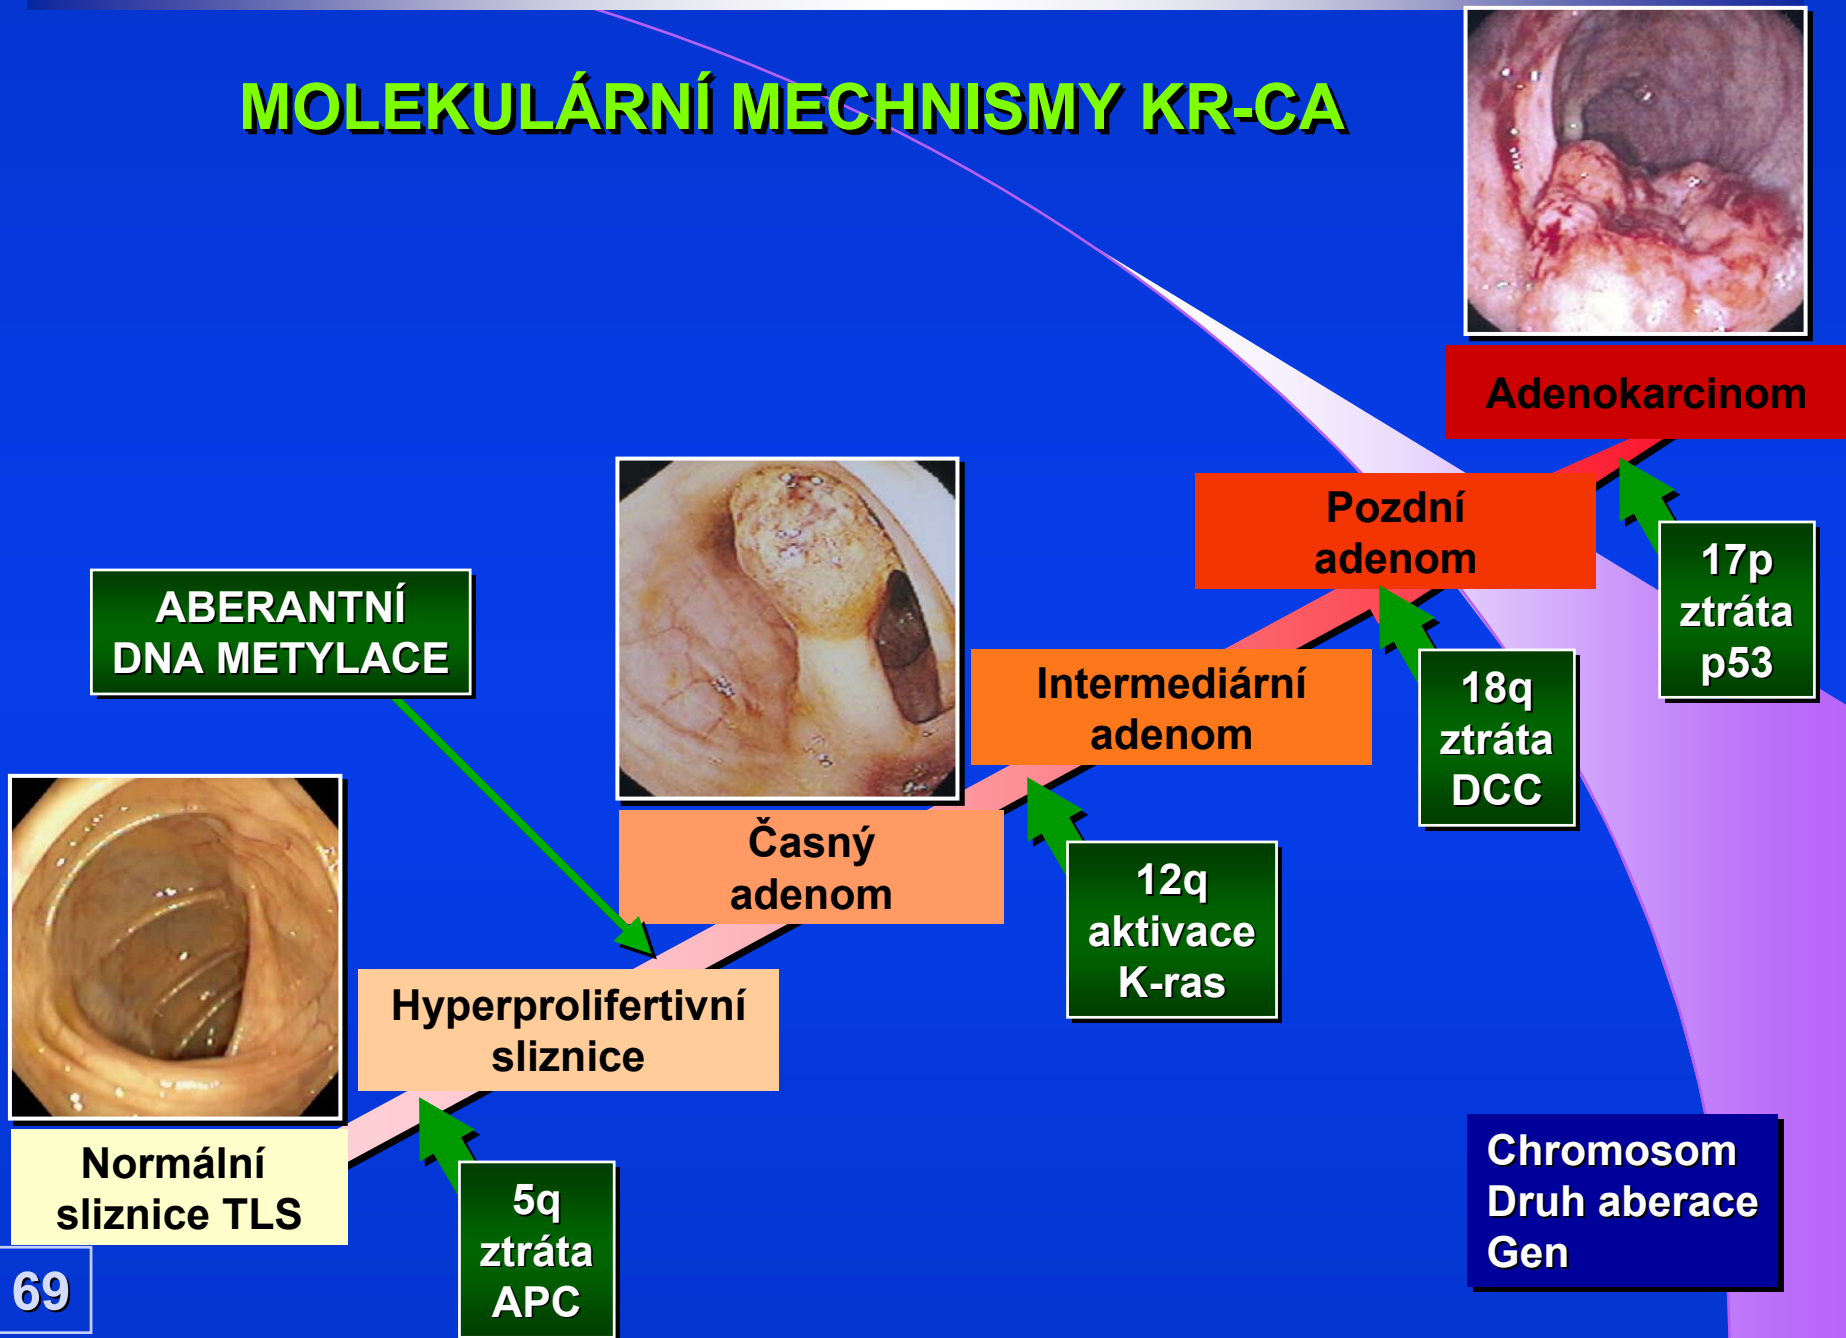 MOLEKULÁRNÍ MECHNISMY KR-CA
Adenokarcinom
Pozdní
adenom
17p
ztráta
p53
ABERANTNÍ
DNA METYLACE
Intermediární
adenom
18q
ztráta
DCC
Časný
adenom
12q
aktivace
K-ras
Hyperprolifertivní
sliznice
Normální
sliznice TLS
5q
ztráta
APC
Chromosom
Druh aberace
Gen
69